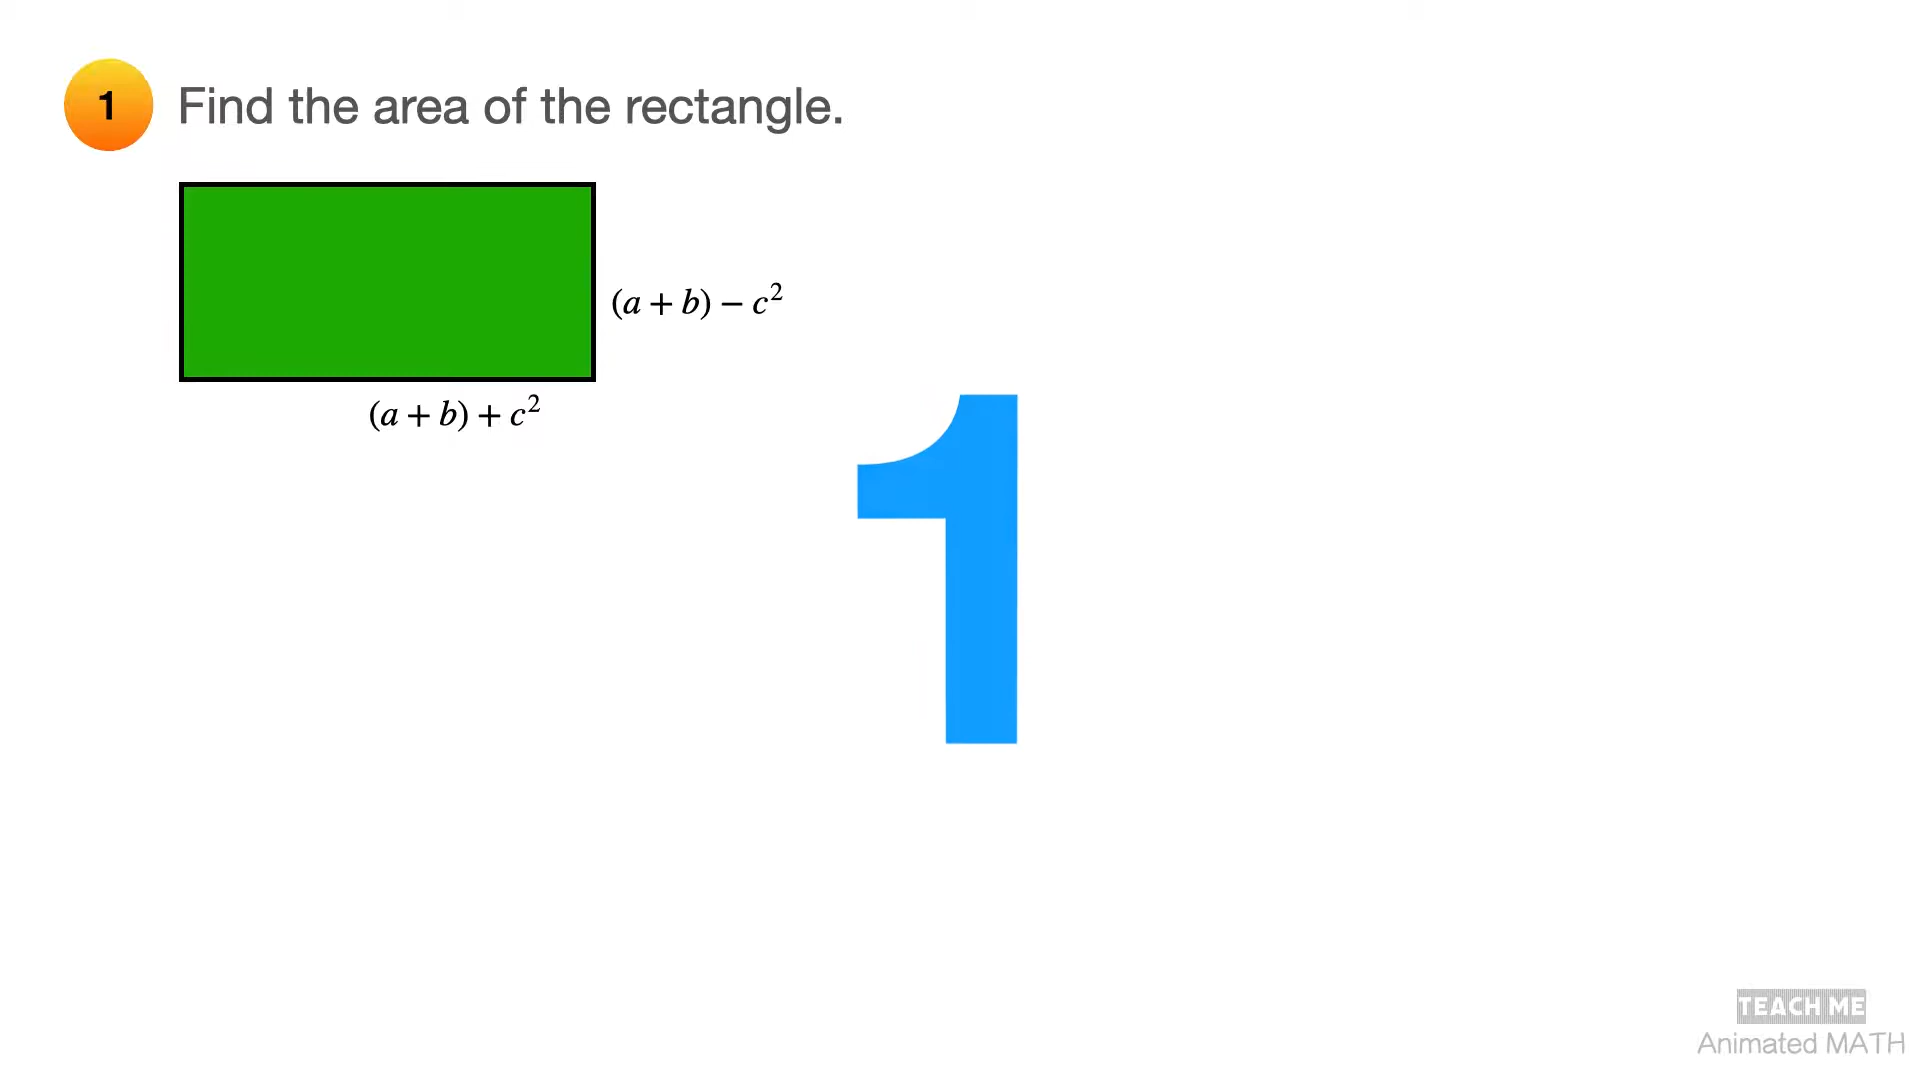 1 Find the area of the rectangle.
(a + b) − c²
(a + b) + c²
1
TEACH ME
Animated MATH